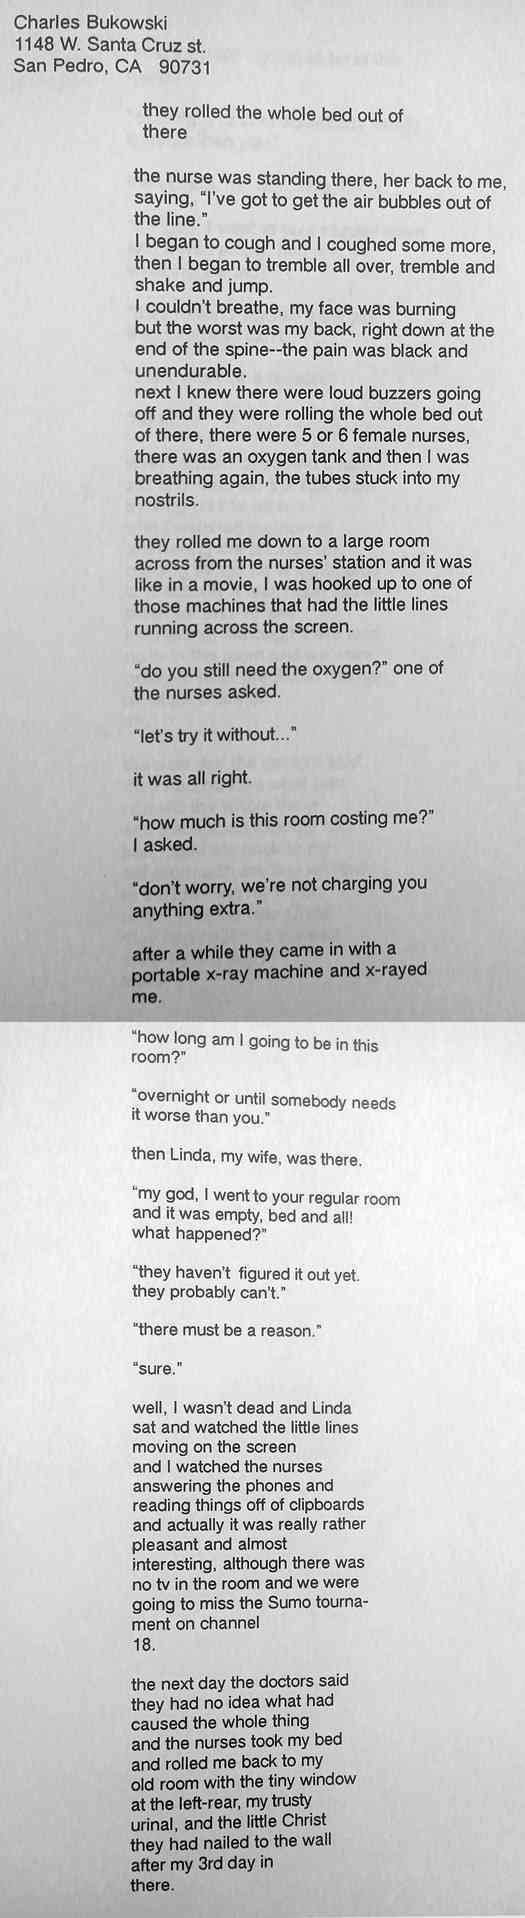 Charles Bukowski
1148 W. Santa Cruz st.
San Pedro, CA 90731
they rolled the whole bed out of
there
the nurse was standing there, her back to me,
saying, “I've got to get the air bubbles out of
the line.”
I began to cough and I coughed some more,
then I began to tremble all over, tremble and
shake and jump.
I couldn't breathe, my face was burning
but the worst was my back, right down at the
end of the spine--the pain was black and
unendurable.
next I knew there were loud buzzers going
off and they were rolling the whole bed out
of there, there were 5 or 6 female nurses,
there was an oxygen tank and then I was
breathing again, the tubes stuck into my
nostrils.
they rolled me down to a large room
across from the nurses' station and it was
like in a movie, I was hooked up to one of
those machines that had the little lines
running across the screen.
“do you still need the oxygen?” one of
the nurses asked.
“let's try it without...”
it was all right.
“how much is this room costing me?”
I asked.
“don't worry, we're not charging you
anything extra.”
after a while they came in with a
portable x-ray machine and x-rayed
me.
“how long am I going to be in this
room?”
“overnight or until somebody needs
it worse than you.”
then Linda, my wife, was there.
“my god, I went to your regular room
and it was empty, bed and all!
what happened?”
“they haven't figured it out yet.
they probably can't.”
“there must be a reason.”
“sure.”
well, I wasn't dead and Linda
sat and watched the little lines
moving on the screen
and I watched the nurses
answering the phones and
reading things off of clipboards
and actually it was really rather
pleasant and almost
interesting, although there was
no tv in the room and we were
going to miss the Sumo tourna-
ment on channel
18.
the next day the doctors said
they had no idea what had
caused the whole thing
and the nurses took my bed
and rolled me back to my
old room with the tiny window
at the left-rear, my trusty
urinal, and the little Christ
they had nailed to the wall
after my 3rd day in
there.